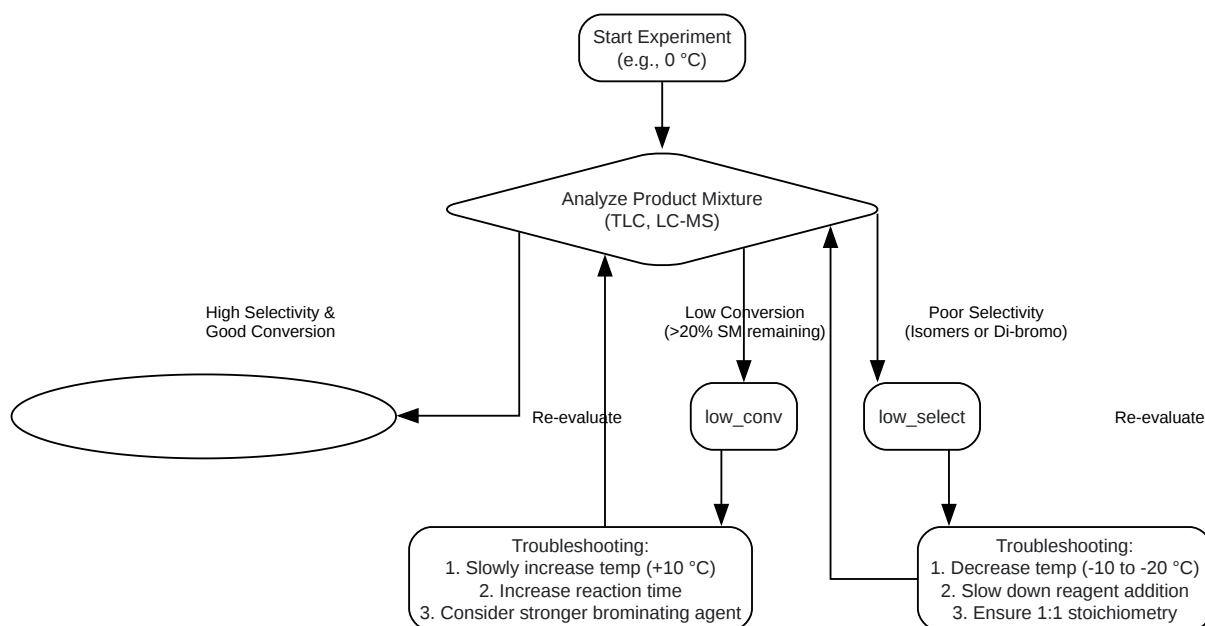 Start Experiment
(e.g., 0 °C)
Analyze Product Mixture
(TLC, LC-MS)
High Selectivity &
Good Conversion
Low Conversion
(>20% SM remaining)
Poor Selectivity
(Isomers or Di-bromo)
Re-evaluate
low_conv
low_select
Re-evaluate
Troubleshooting:
1. Slowly increase temp (+10 °C)
2. Increase reaction time
3. Consider stronger brominating agent
Troubleshooting:
1. Decrease temp (-10 to -20 °C)
2. Slow down reagent addition
3. Ensure 1:1 stoichiometry